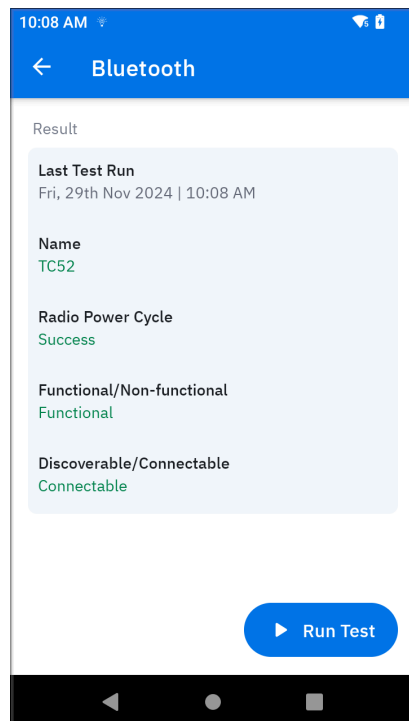 10:08 AM
Bluetooth
Result
Last Test Run
Fri, 29th Nov 2024 | 10:08 AM
Name
TC52
Radio Power Cycle
Success
Functional/Non-functional
Functional
Discoverable/Connectable
Connectable
Run Test